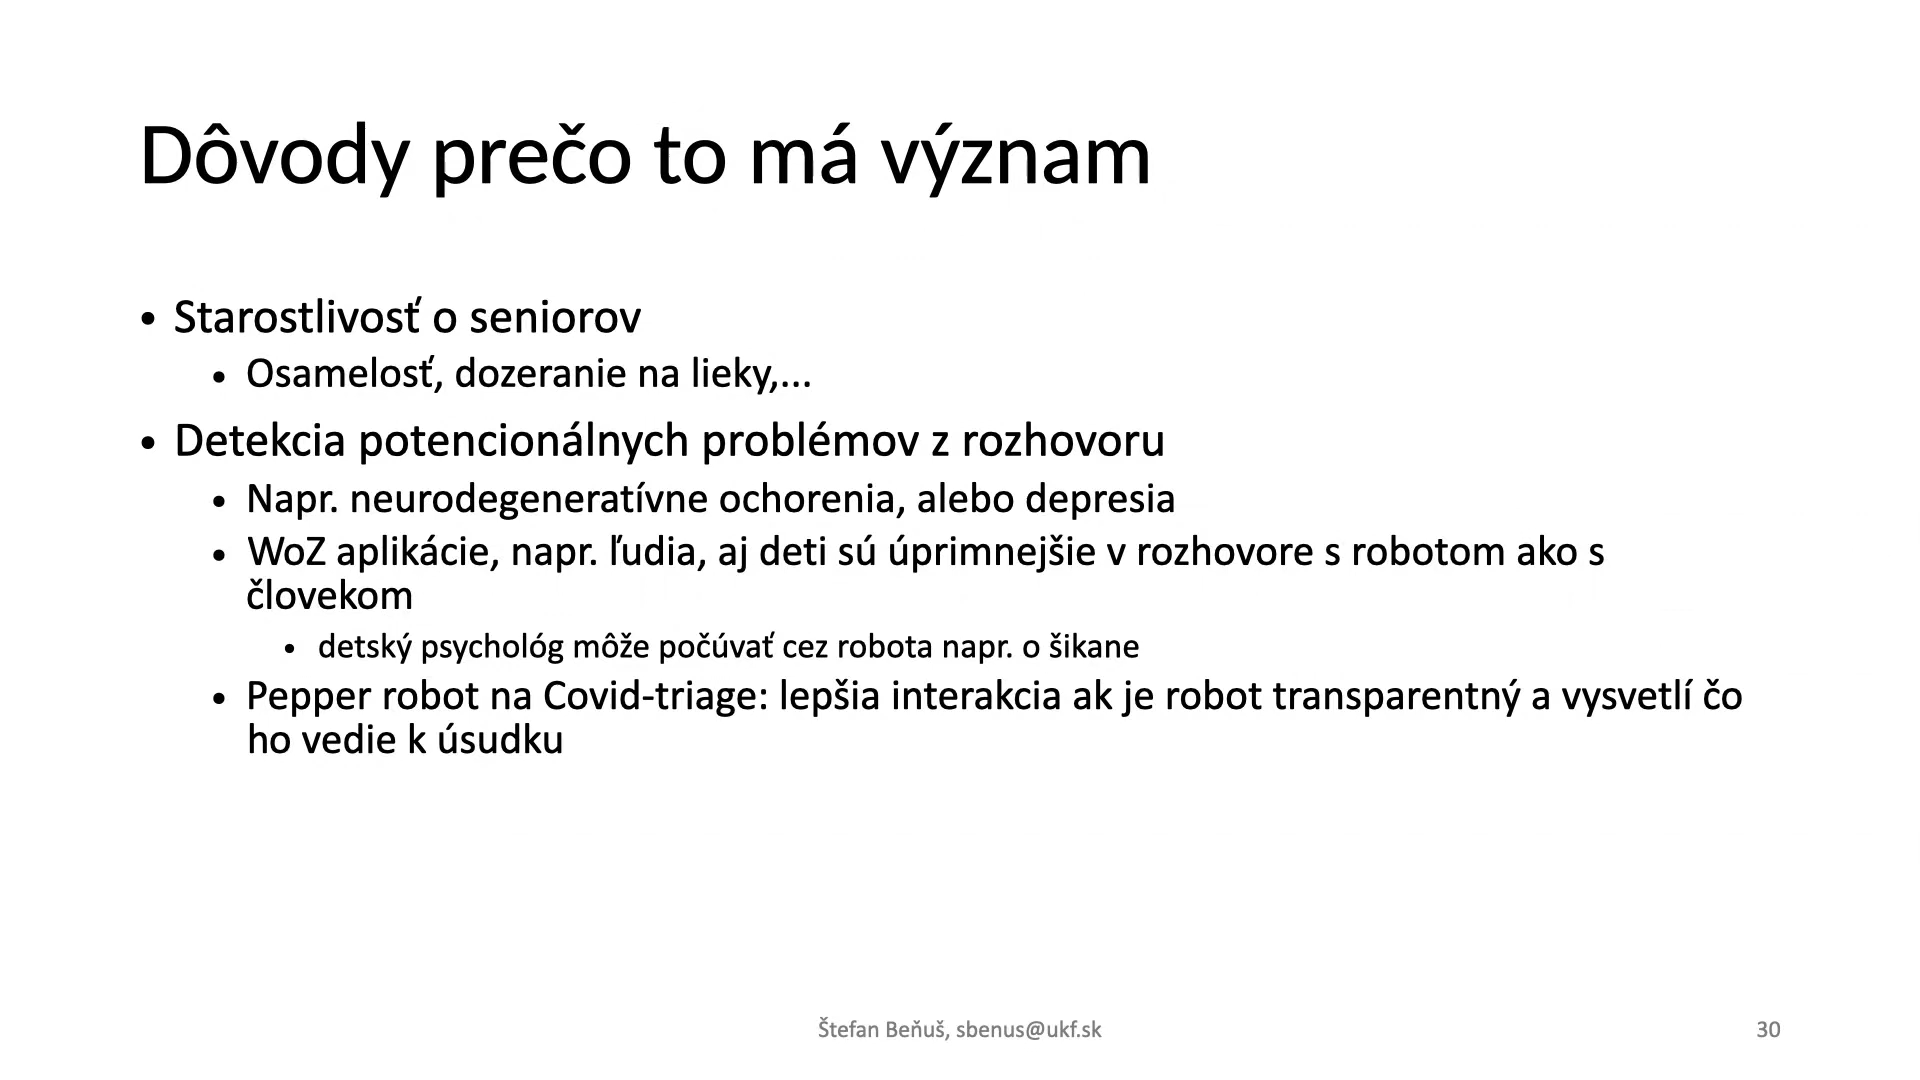 Dôvody prečo to má význam
• Starostlivosť o seniorov
• Osamelosť, dozeranie na lieky,...
• Detekcia potencionálnych problémov z rozhovoru
• Napr. neurodegeneratívne ochorenia, alebo depresia
• WoZ aplikácie, napr. ľudia, aj deti sú úprimnejšie v rozhovore s robotom ako s
človekom
• detský psychológ môže počúvať cez robota napr. o šikane
• Pepper robot na Covid-triage: lepšia interakcia ak je robot transparentný a vysvetlí čo
ho vedie k úsudku
Štefan Beňuš, sbenus@ukf.sk
30